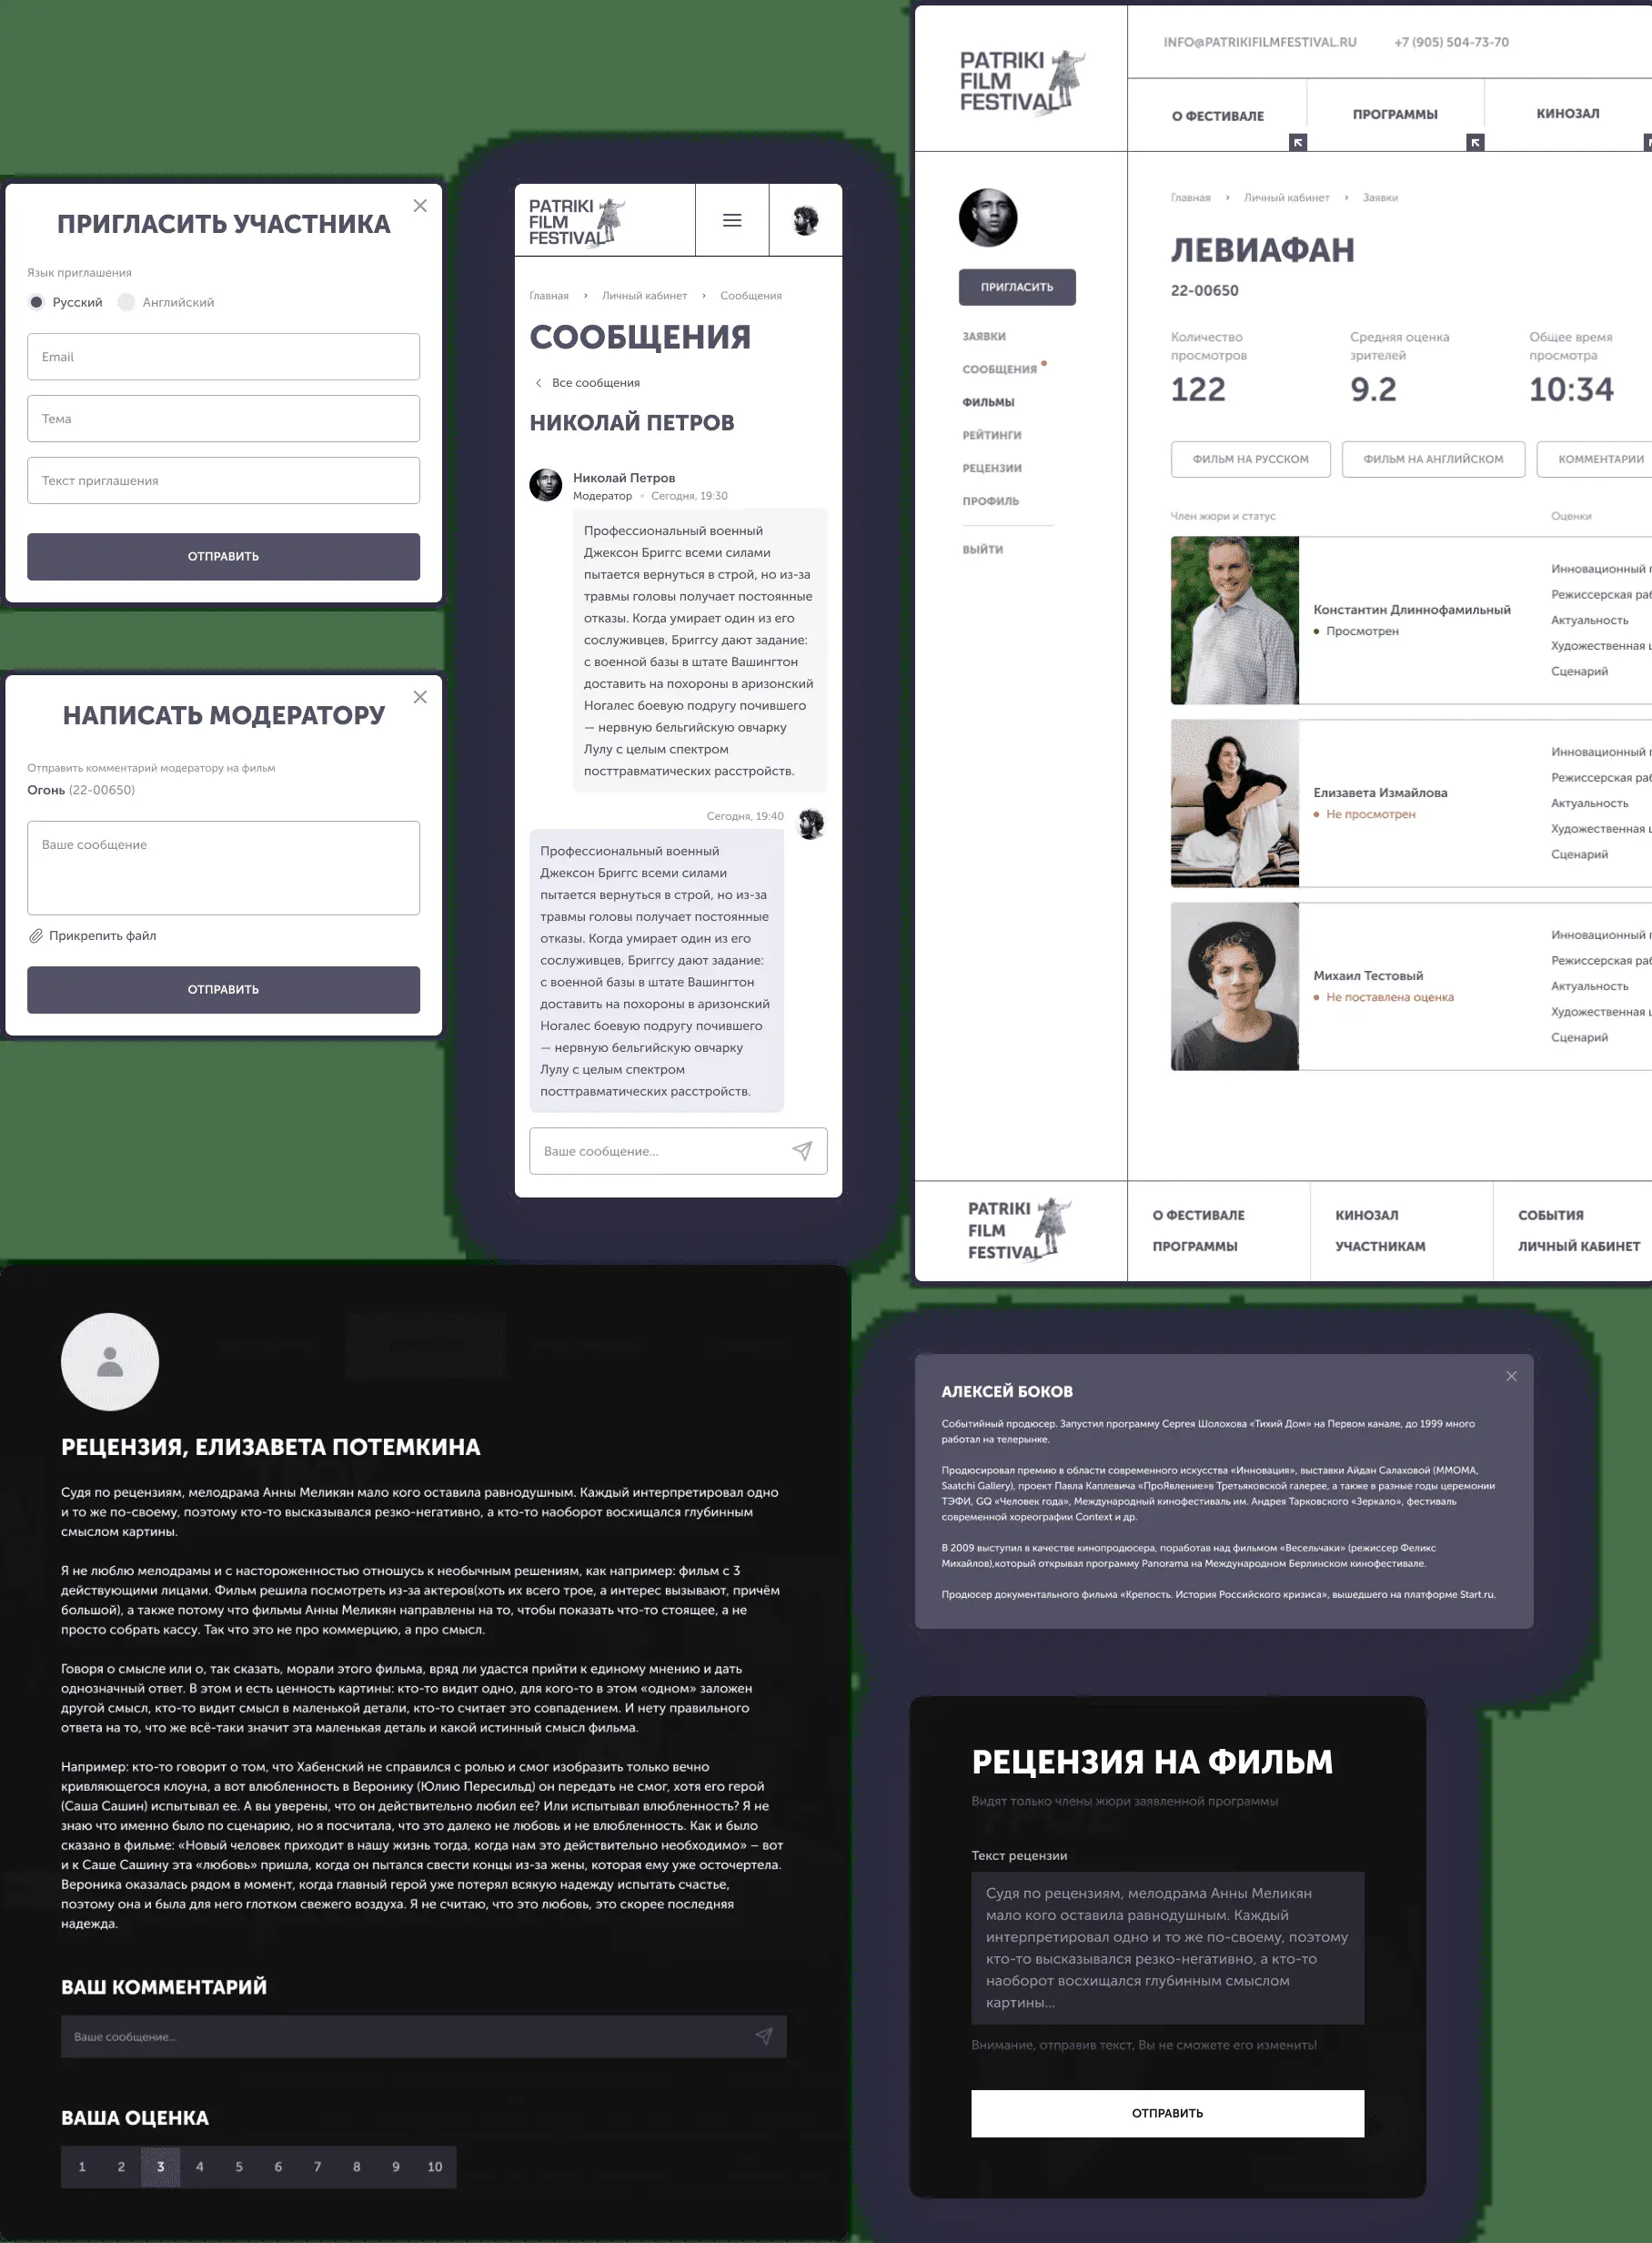 ПРИГЛАСИТЬ УЧАСТНИКА
Язык приглашения
Русский Английский
Email
Тема
Текст приглашения
ОТПРАВИТЬ
НАПИСАТЬ МОДЕРАТОРУ
Отправить комментарий модератору на фильм
Огонь (22-00650)
Ваше сообщение
Прикрепить файл
ОТПРАВИТЬ
PATRIKI
FILM
FESTIVAL
Главная › Личный кабинет › Сообщения
СООБЩЕНИЯ
Все сообщения
НИКОЛАЙ ПЕТРОВ
Николай Петров
Модератор • Сегодня, 19:30
Профессиональный военный
Джексон Бриггс всеми силами
пытается вернуться в строй, но из-за
травмы головы получает постоянные
отказы. Когда умирает один из его
сослуживцев, Бриггсу дают задание:
с военной базы в штате Вашингтон
доставить на похороны в аризонский
Ногалес боевую подругу почившего
— нервную бельгийскую овчарку
Лулу с целым спектром
посттравматических расстройств.
Сегодня, 19:40
Профессиональный военный
Джексон Бриггс всеми силами
пытается вернуться в строй, но из-за
травмы головы получает постоянные
отказы. Когда умирает один из его
сослуживцев, Бриггсу дают задание:
с военной базы в штате Вашингтон
доставить на похороны в аризонский
Ногалес боевую подругу почившего
— нервную бельгийскую овчарку
Лулу с целым спектром
посттравматических расстройств.
Ваше сообщение...
PATRIKI
FILM
FESTIVAL
INFO@PATRIKIFILMFESTIVAL.RU +7 (905) 504-73-70
О ФЕСТИВАЛЕ ПРОГРАММЫ КИНОЗАЛ
ПРИГЛАСИТЬ
ЗАЯВКИ
СООБЩЕНИЯ
ФИЛЬМЫ
РЕЙТИНГИ
РЕЦЕНЗИИ
ПРОФИЛЬ
ВЫЙТИ
Главная › Личный кабинет › Заявки
ЛЕВИАФАН
22-00650
Количество Средняя оценка Общее время
просмотров зрителей просмотра
122 9.2 10:34
ФИЛЬМ НА РУССКОМ ФИЛЬМ НА АНГЛИЙСКОМ КОММЕНТАРИИ
Член жюри и статус Оценки
Константин Длиннофамильный
• Просмотрен
Инновационный
Режиссерская
Актуальность
Художественная
Сценарий
Елизавета Измайлова
• Не просмотрен
Инновационный
Режиссерская
Актуальность
Художественная
Сценарий
Михаил Тестовый
• Не поставлена оценка
Инновационный
Режиссерская
Актуальность
Художественная
Сценарий
PATRIKI
FILM
FESTIVAL
О ФЕСТИВАЛЕ КИНОЗАЛ СОБЫТИЯ
ПРОГРАММЫ УЧАСТНИКАМ ЛИЧНЫЙ КАБИНЕТ
РЕЦЕНЗИЯ, ЕЛИЗАВЕТА ПОТЕМКИНА
Судя по рецензиям, мелодрама Анны Меликян мало кого оставила равнодушным. Каждый интерпретировал одно
и то же по-своему, поэтому кто-то высказывался резко-негативно, а кто-то наоборот восхищался глубинным
смыслом картины.
Я не люблю мелодрамы и с настороженностью отношусь к необычным решениям, как например: фильм с 3
действующими лицами. Фильм решила посмотреть из-за актеров(хоть их всего трое, а интерес вызывают, причём
большой), а также потому что фильмы Анны Меликян направлены на то, чтобы показать что-то стоящее, а не
просто собрать кассу. Так что это не про коммерцию, а про смысл.
Говоря о смысле или о, так сказать, морали этого фильма, вряд ли удастся прийти к единому мнению и дать
однозначный ответ. В этом и есть ценность картины: кто-то видит одно, для кого-то в этом «одном» заложен
другой смысл, кто-то видит смысл в маленькой детали, кто-то считает это совпадением. И нету правильного
ответа на то, что же всё-таки значит эта маленькая деталь и какой истинный смысл фильма.
Например: кто-то говорит о том, что Хабенский не справился с ролью и смог изобразить только вечно
кривляющегося клоуна, а вот влюбленность в Веронику (Юлию Пересильд) он передать не смог, хотя его герой
(Саша Сашин) испытывал ее. А вы уверены, что он действительно любил ее? Или испытывал влюбленность? Я не
знаю что именно было по сценарию, но я посчитала, что это далеко не любовь и не влюбленность. Как и было
сказано в фильме: «Новый человек приходит в нашу жизнь тогда, когда нам это действительно необходимо» – вот
и к Саше Сашину эта «любовь» пришла, когда он пытался свести концы из-за жены, которая ему уже осточертела.
Вероника оказалась рядом в момент, когда главный герой уже потерял всякую надежду испытать счастье,
поэтому она и была для него глотком свежего воздуха. Я не считаю, что это любовь, это скорее последняя
надежда.
ВАШ КОММЕНТАРИЙ
Ваше сообщение...
ВАША ОЦЕНКА
1 2 3 4 5 6 7 8 9 10
АЛЕКСЕЙ БОКОВ
Событийный продюсер. Запустил программу Сергея Шолохова «Тихий Дом» на Первом канале, до 1999 много
работал на телерынке.
Продюсировал премию в области современного искусства «Инновация», выставки Айдан Салаховой (ММОМА,
Saatchi Gallery), проект Павла Каплевича «ПроЯвление»в Третьяковской галерее, а также в разные годы церемонии
ТЭФИ, GQ «Человек года», Международный кинофестиваль им. Андрея Тарковского «Зеркало», фестиваль
современной хореографии Context и др.
В 2009 выступил в качестве кинопродюсера, поработав над фильмом «Весельчаки» (режиссер Феликс
Михайлов),который открывал программу Panorama на Международном Берлинском кинофестивале.
Продюсер документального фильма «Крепость. История Российского кризиса», вышедшего на платформе Start.ru.
РЕЦЕНЗИЯ НА ФИЛЬМ
Видят только члены жюри заявленной программы
Текст рецензии
Судя по рецензиям, мелодрама Анны Меликян
мало кого оставила равнодушным. Каждый
интерпретировал одно и то же по-своему, поэтому
кто-то высказывался резко-негативно, а кто-то
наоборот восхищался глубинным смыслом
картины...
Внимание, отправив текст, Вы не сможете его изменить!
ОТПРАВИТЬ